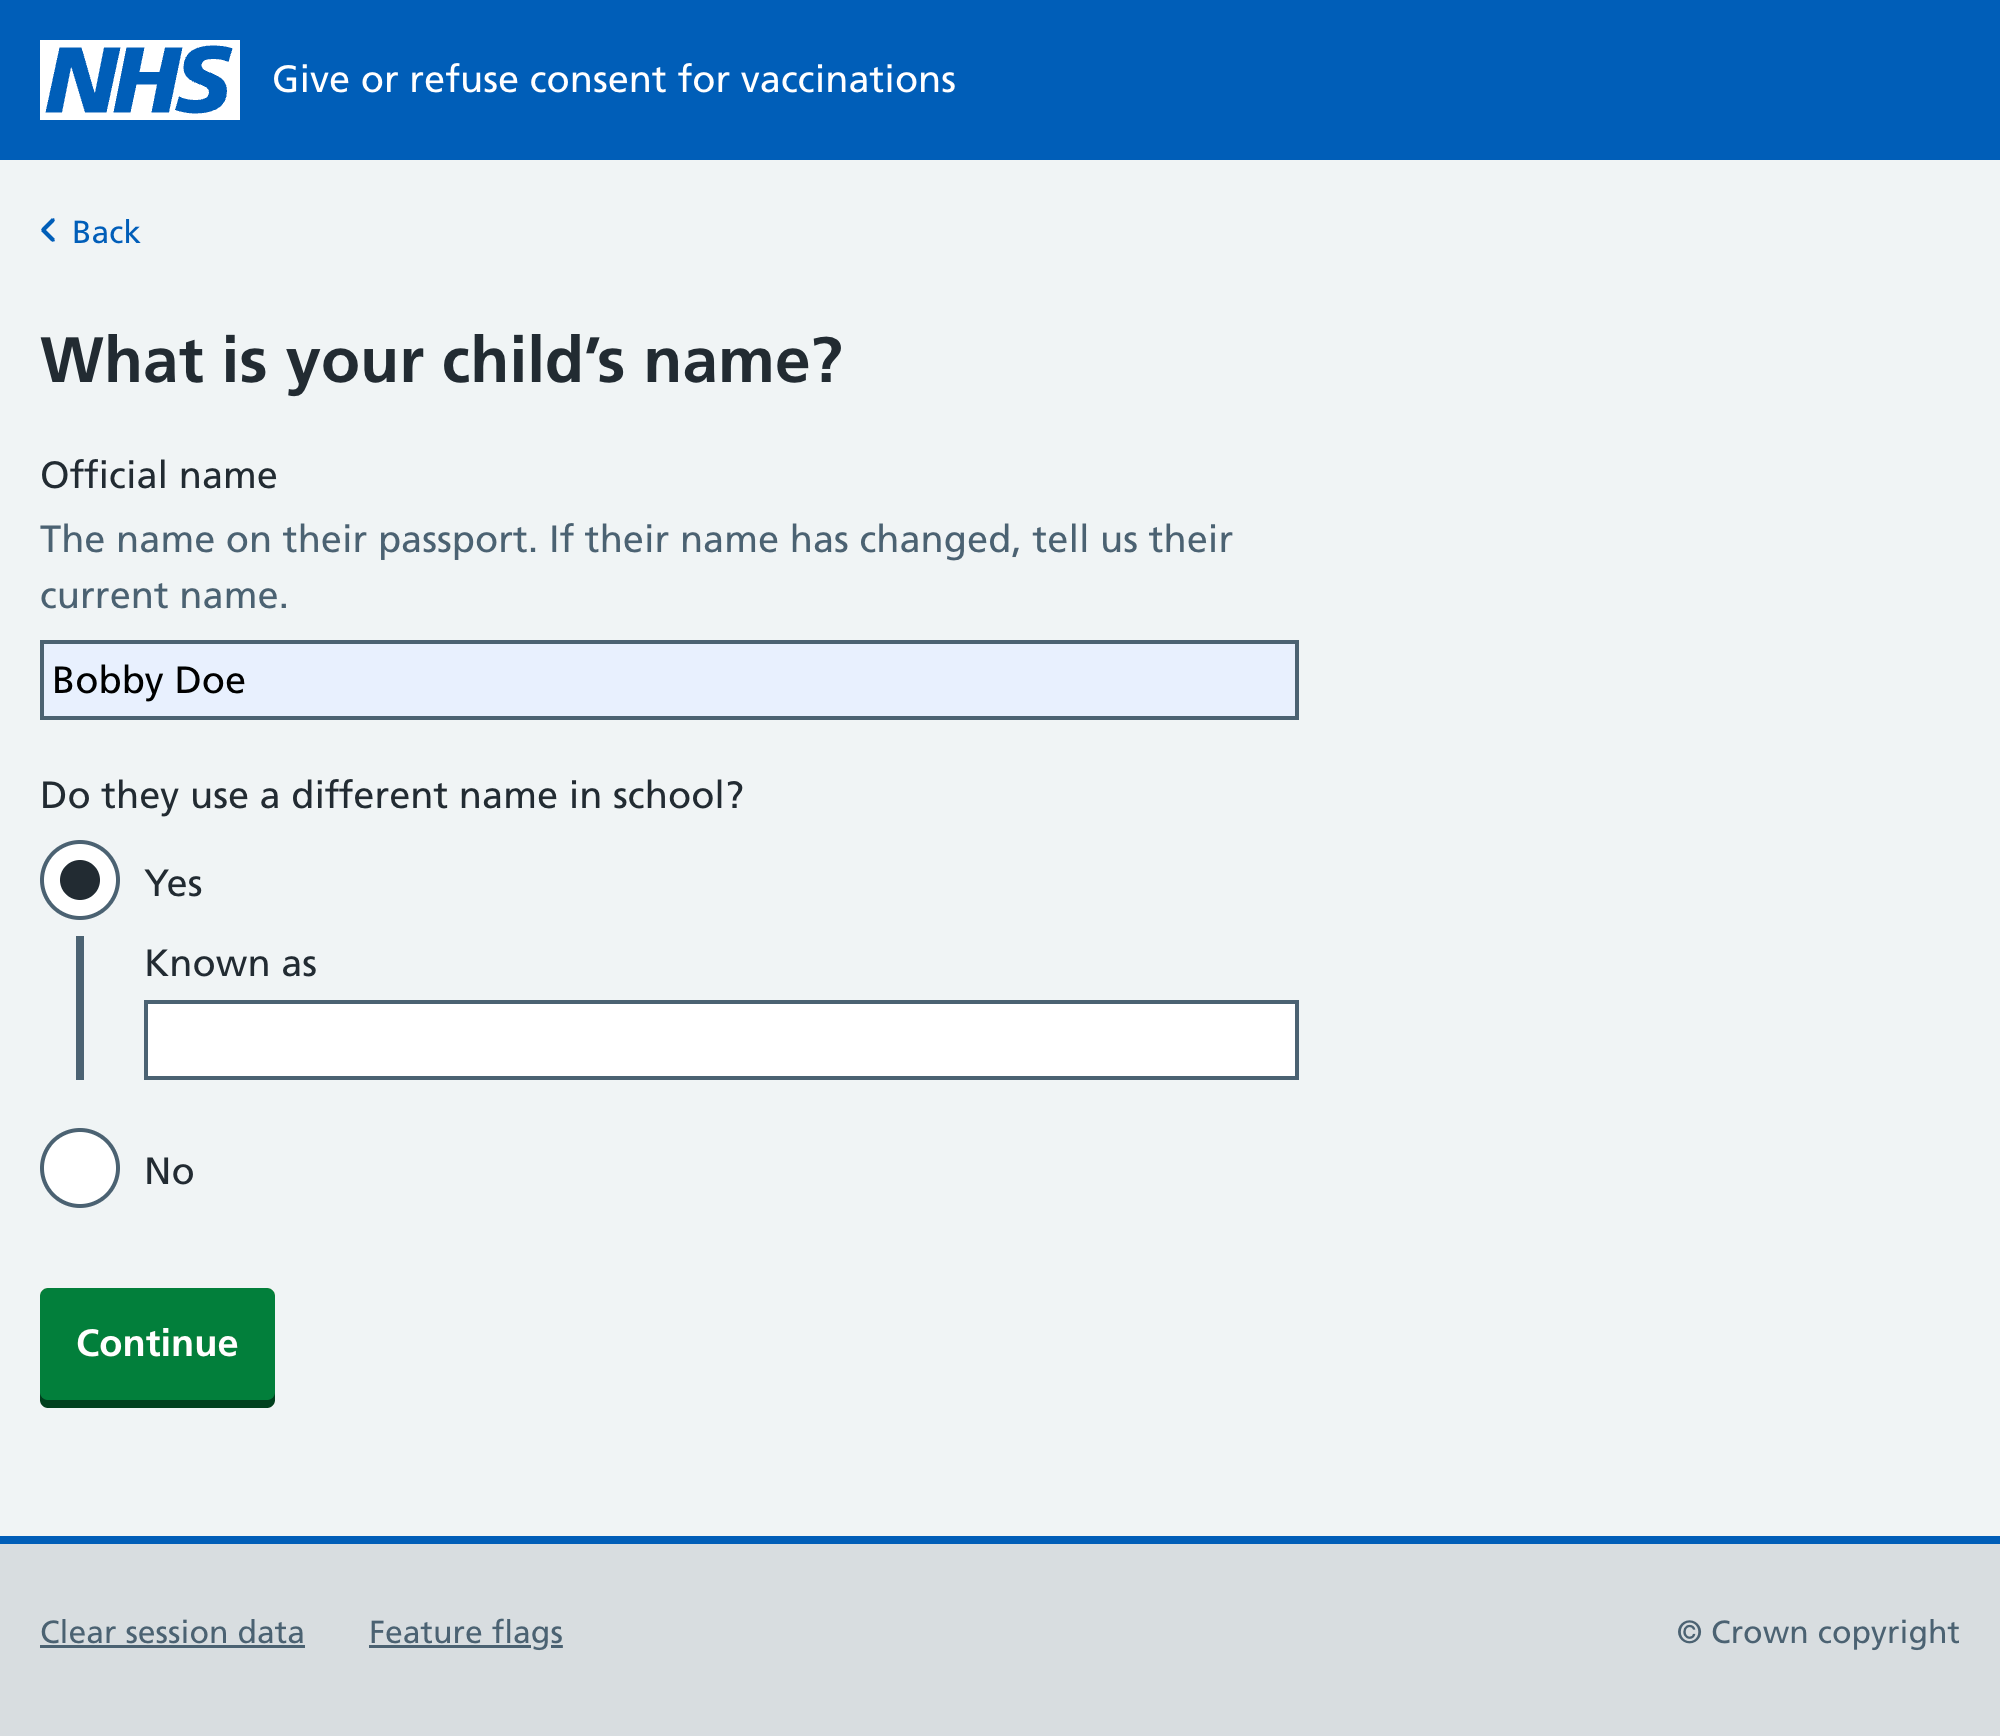 NHS Give or refuse consent for vaccinations
Back
What is your child’s name?
Official name
The name on their passport. If their name has changed, tell us their
current name.
Bobby Doe
Do they use a different name in school?
Yes
Known as
No
Continue
Clear session data Feature flags © Crown copyright